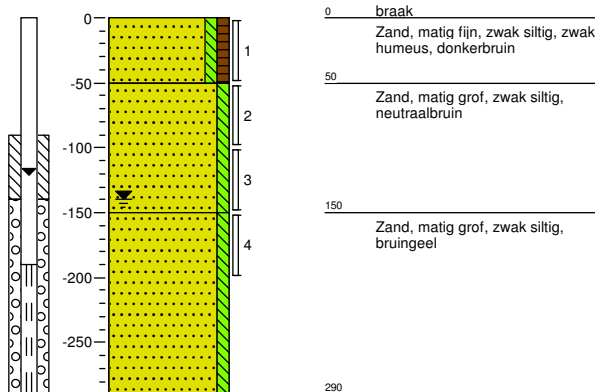 0
-50
-100
-150
-200
-250
1
2
3
4
0 braak
Zand, matig fijn, zwak siltig, zwak
humeus, donkerbruin
50
Zand, matig grof, zwak siltig,
neutraalbruin
150
Zand, matig grof, zwak siltig,
bruingeel
290